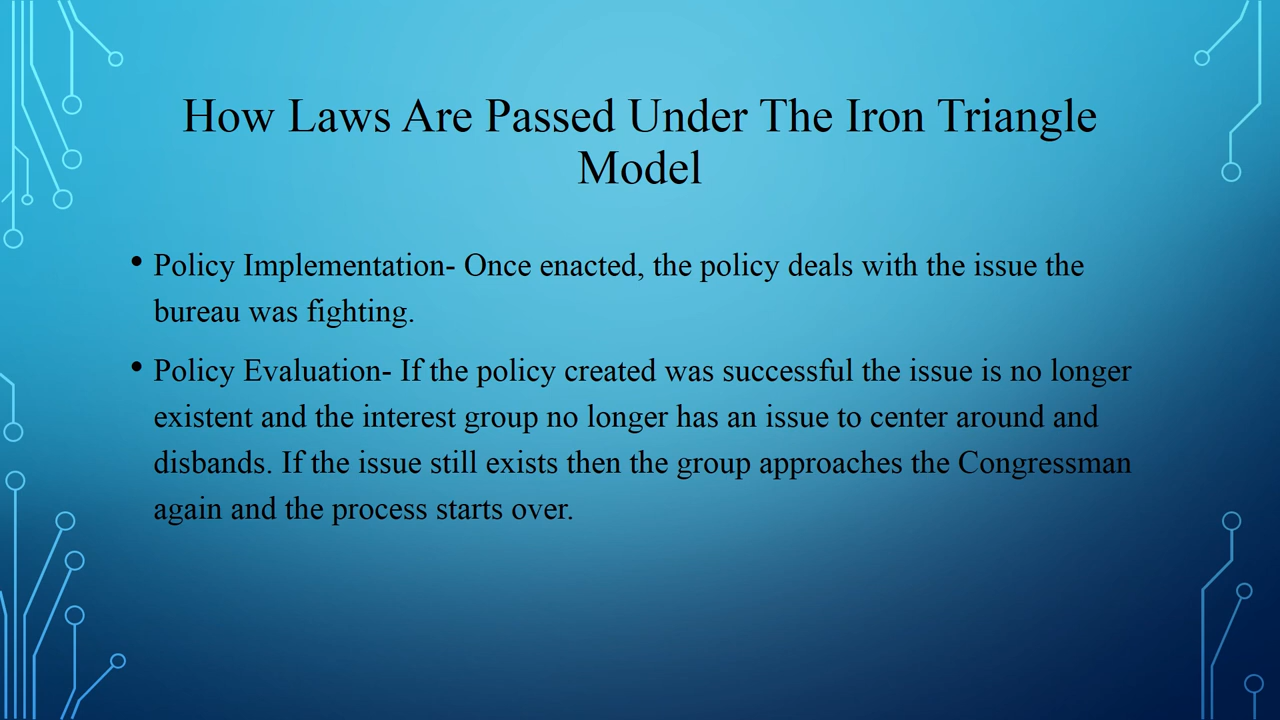 How Laws Are Passed Under The Iron Triangle
Model
• Policy Implementation- Once enacted, the policy deals with the issue the
bureau was fighting.
• Policy Evaluation- If the policy created was successful the issue is no longer
existent and the interest group no longer has an issue to center around and
disbands. If the issue still exists then the group approaches the Congressman
again and the process starts over.